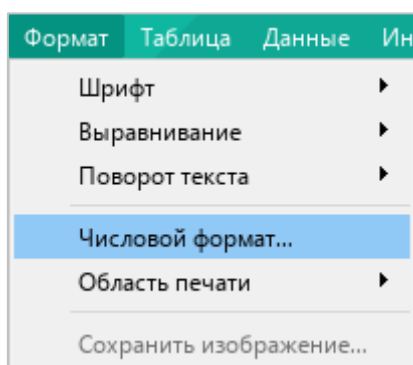 Формат Таблица Данные Ин
Шрифт
Выравнивание
Поворот текста
Числовой формат...
Область печати
Сохранить изображение...